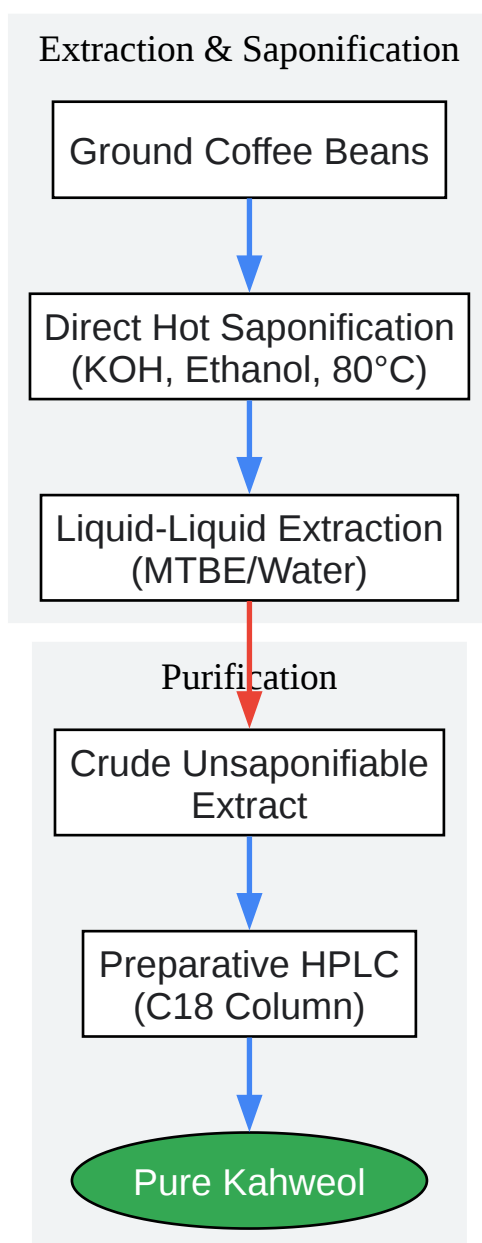 Extraction & Saponification
Ground Coffee Beans
Direct Hot Saponification
(KOH, Ethanol, 80°C)
Liquid-Liquid Extraction
(MTBE/Water)
Purification
Crude Unsaponifiable
Extract
Preparative HPLC
(C18 Column)
Pure Kahweol